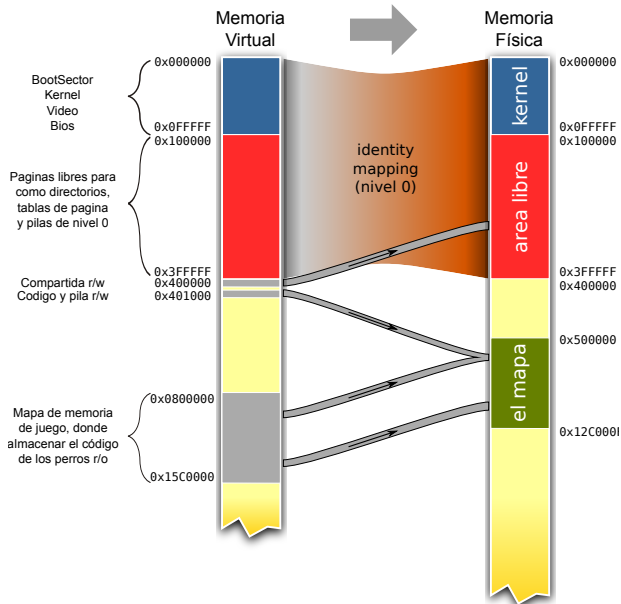 Memoria
Virtual
Memoria
Física
0x000000
BootSector
Kernel
Video
Bios
0x0FFFFF
0x100000
Paginas libres para
como directorios,
tablas de pagina
y pilas de nivel 0
0x3FFFFF
Compartida r/w
0x400000
Codigo y pila r/w
0x401000
0x0800000
Mapa de memoria
de juego, donde
almacenar el código
de los perros r/o
0x15C0000
identity
mapping
(nivel 0)
kernel
area libre
el mapa
0x000000
0x0FFFFF
0x100000
0x3FFFFF
0x400000
0x500000